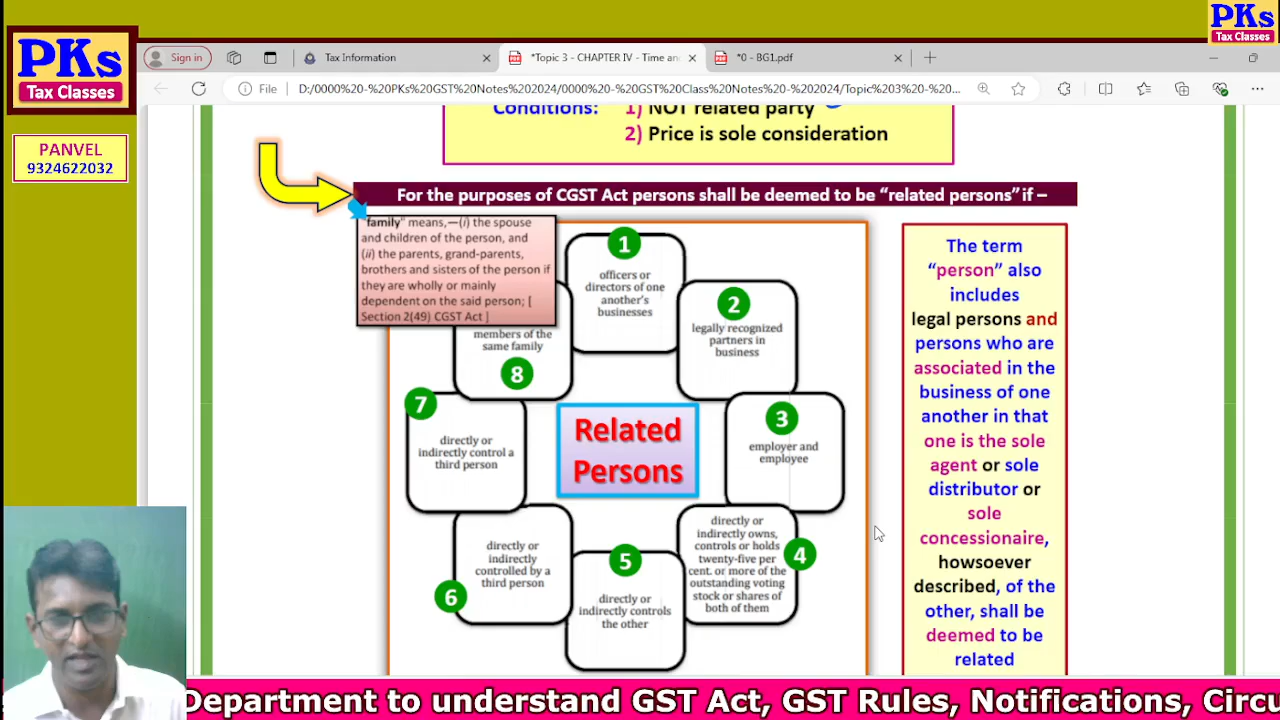 PKs
Tax Classes
PKs
Tax Classes
PANVEL
9324622032
Sign in
Tax Information
*Topic 3 - CHAPTER IV - Time an
*0 - BG1.pdf
File
D:/0000%20-%20PKs%20GST%20Notes%202024/0000%20-%20GST%20Class%20Notes%20-%20...
Conditions: 1) NOT related party
2) Price is sole consideration
For the purposes of CGST Act persons shall be deemed to be “related persons” if –
"family" means,—(i) the spouse
and children of the person, and
(ii) the parents, grand-parents,
brothers and sisters of the person if
they are wholly or mainly
dependent on the said person; [
Section 2(49) CGST Act ]
1
officers or
directors of one
another's
businesses
2
legally recognized
partners in
business
3
employer and
employee
directly or
indirectly owns,
controls or holds
twenty-five per
cent. or more of the
outstanding voting
stock or shares of
both of them
4
5
directly or
indirectly controls
the other
directly or
indirectly
controlled by a
third person
6
7
directly or
indirectly control a
third person
members of the
same family
8
Related
Persons
The term
“person” also
includes
legal persons and
persons who are
associated in the
business of one
another in that
one is the sole
agent or sole
distributor or
sole
concessionaire,
howsoever
described, of the
other, shall be
deemed to be
related
Department to understand GST Act, GST Rules, Notifications, Circu